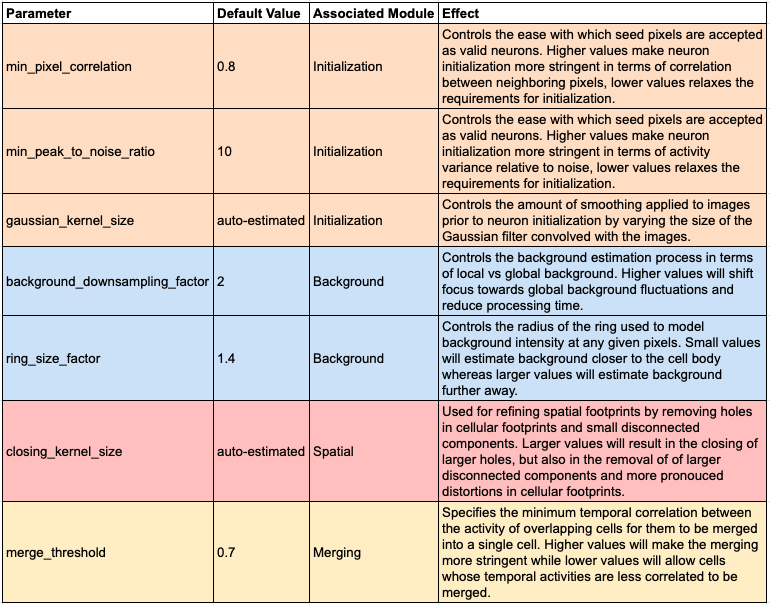 Parameter Default Value Associated Module Effect
min_pixel_correlation 0.8 Initialization Controls the ease with which seed pixels are accepted
as valid neurons. Higher values make neuron
initialization more stringent in terms of correlation
between neighboring pixels, lower values relaxes the
requirements for initialization.
min_peak_to_noise_ratio 10 Initialization Controls the ease with which seed pixels are accepted
as valid neurons. Higher values make neuron
initialization more stringent in terms of activity
variance relative to noise, lower values relaxes the
requirements for initialization.
gaussian_kernel_size auto-estimated Initialization Controls the amount of smoothing applied to images
prior to neuron initialization by varying the size of the
Gaussian filter convolved with the images.
background_downsampling_factor 2 Background Controls the background estimation process in terms
of local vs global background. Higher values will shift
focus towards global background fluctuations and
reduce processing time.
ring_size_factor 1.4 Background Controls the radius of the ring used to model
background intensity at any given pixels. Small values
will estimate background closer to the cell body
whereas larger values will estimate background
further away.
closing_kernel_size auto-estimated Spatial Used for refining spatial footprints by removing holes
in cellular footprints and small disconnected
components. Larger values will result in the closing of
larger holes, but also in the removal of of larger
disconnected components and more pronouced
distortions in cellular footprints.
merge_threshold 0.7 Merging Specifies the minimum temporal correlation between
the activity of overlapping cells for them to be merged
into a single cell. Higher values will make the merging
more stringent while lower values will allow cells
whose temporal activities are less correlated to be
merged.